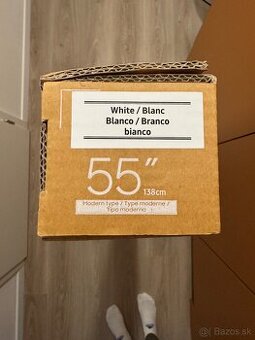 White / Blanc
Blanco / Branco
bianco
55"
138cm
Modern type / Type moderne /
Tipo moderno
Bazos.sk